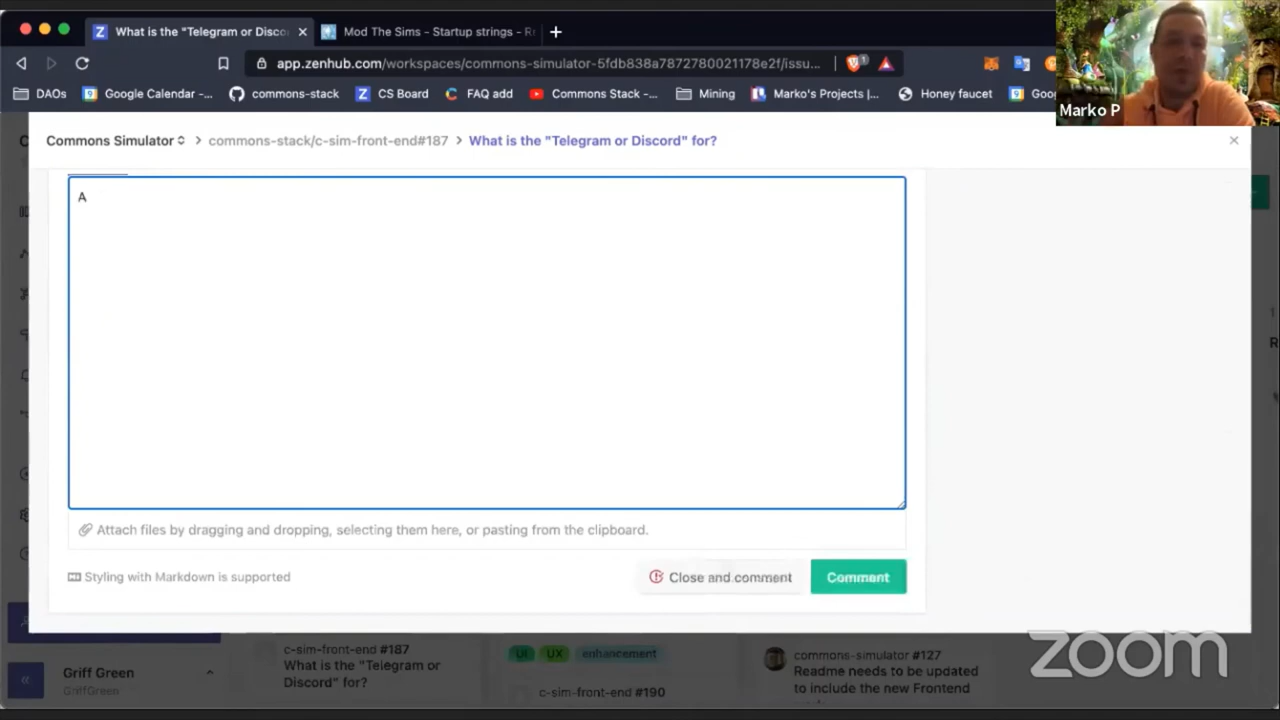 What is the "Telegram or Disco
Mod The Sims - Startup strings - R
app.zenhub.com/workspaces/commons-simulator-5fdb838a7872780021178e2f/issu...
1
DAOs
Google Calendar -...
commons-stack
CS Board
FAQ add
Commons Stack -...
Mining
Marko's Projects |...
Honey faucet
Goo
Marko P
Commons Simulator
commons-stack/c-sim-front-end#187
What is the "Telegram or Discord" for?
A
Attach files by dragging and dropping, selecting them here, or pasting from the clipboard.
Styling with Markdown is supported
Close and comment
Comment
Griff Green
GriffGreen
c-sim-front-end #187
What is the "Telegram or
Discord" for?
UI
UX
enhancement
c-sim-front-end #190
commons-simulator #127
Readme needs to be updated
to include the new Frontend
zoom